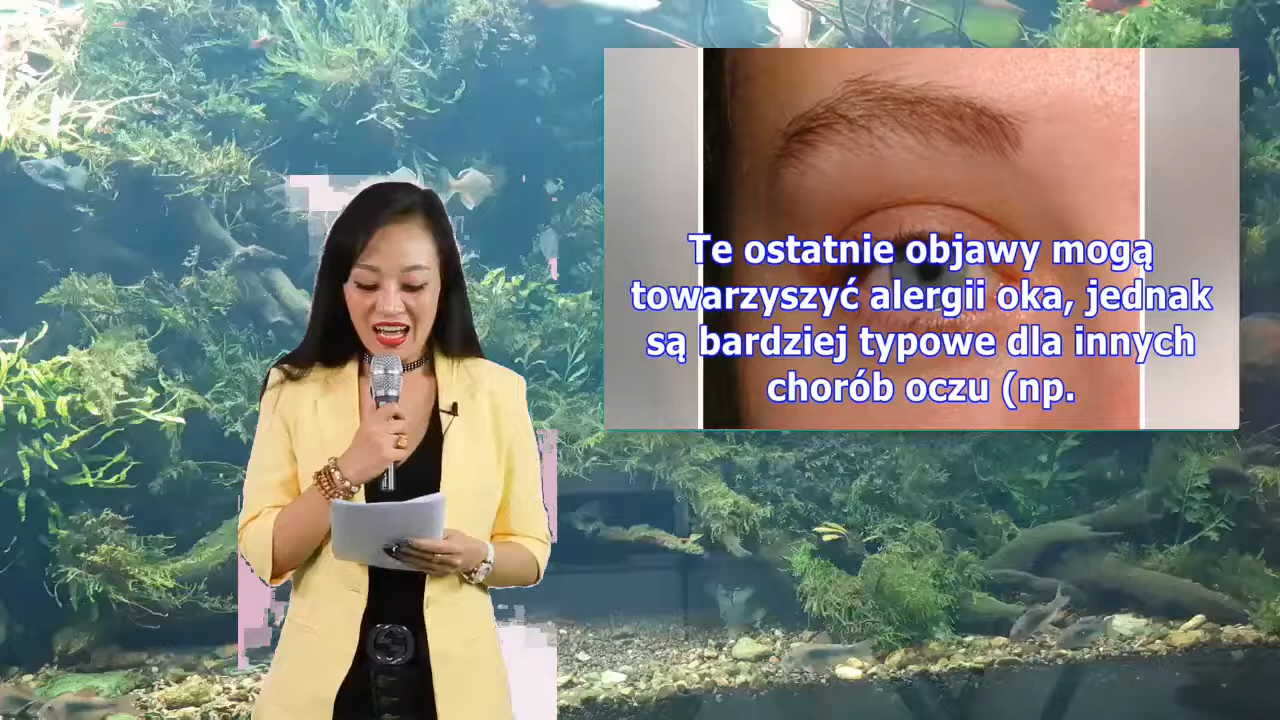 Te ostatnie objawy mogą
towarzyszyć alergii oka, jednak
są bardziej typowe dla innych
chorób oczu (np.